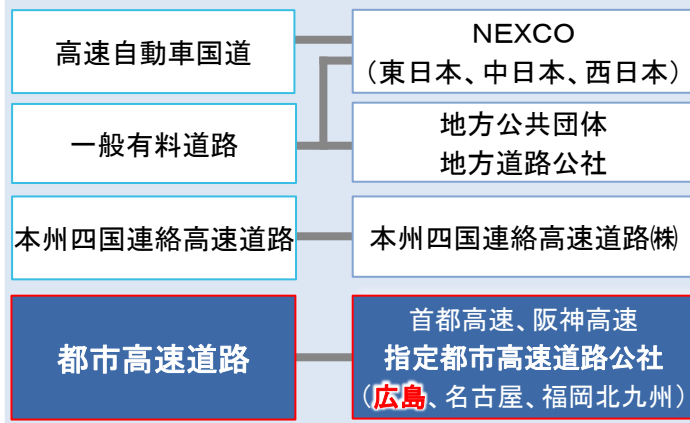 高速自動車国道
NEXCO
（東日本、中日本、西日本）
一般有料道路
地方公共団体
地方道路公社
本州四国連絡高速道路
本州四国連絡高速道路㈱
都市高速道路
首都高速、阪神高速
指定都市高速道路公社
（広島、名古屋、福岡北九州）